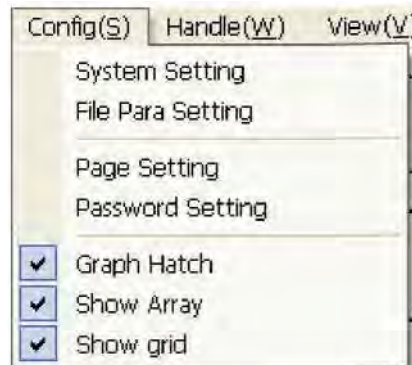 Config(S) Handle(W) View(V
System Setting
File Para Setting
Page Setting
Password Setting
Graph Hatch
Show Array
Show grid